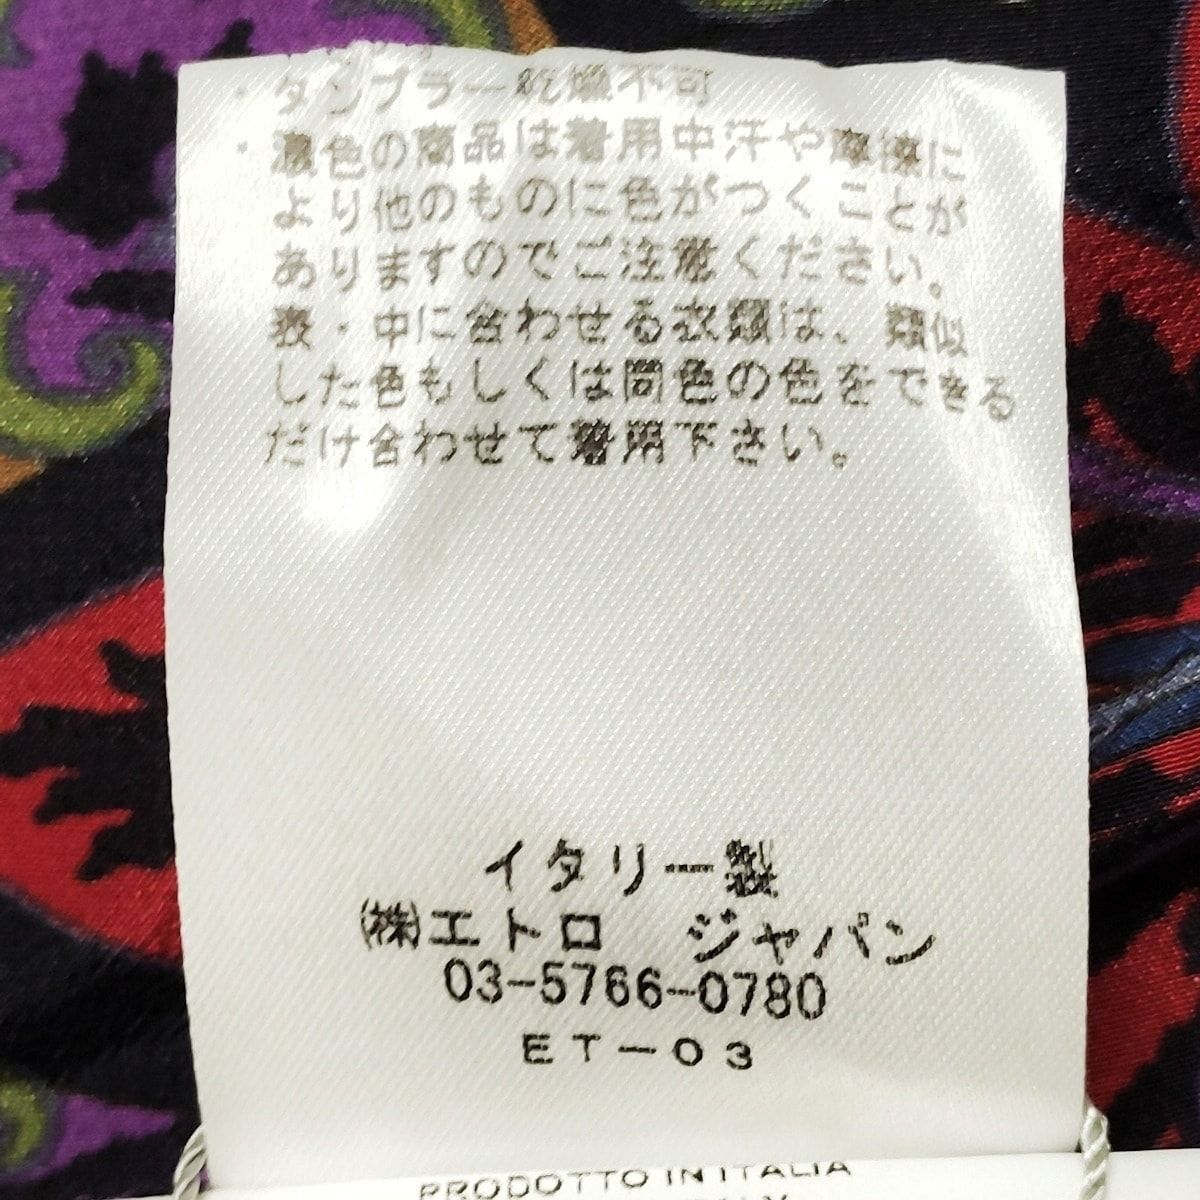 ・タンブラー乾燥不可
・濃色の商品は着用中汗や摩擦に
より他のものに色がつくことが
ありますのでご注意ください。
表・中に合わせる衣類は、類似
した色もしくは同色の色をできる
だけ合わせて着用下さい。
イタリー製
㈱エトロ　ジャパン
03-5766-0780
ET-03
PRODOTTO IN ITALIA